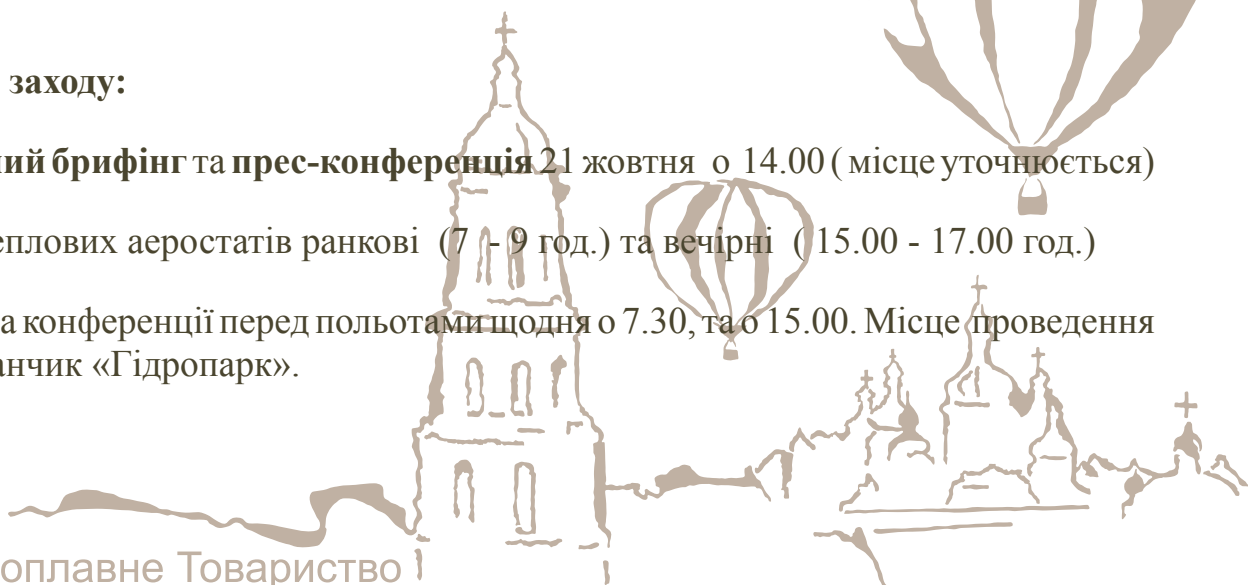 заходу:
ний брифінг та прес-конференція 21 жовтня о 14.00 ( місце уточнюється)
еплових аеростатів ранкові (7 - 9 год.) та вечірні ( 15.00 - 17.00 год.)
а конференції перед польотами щодня о 7.30, та о 15.00. Місце проведення
анчик «Гідропарк».
оплавне Товариство